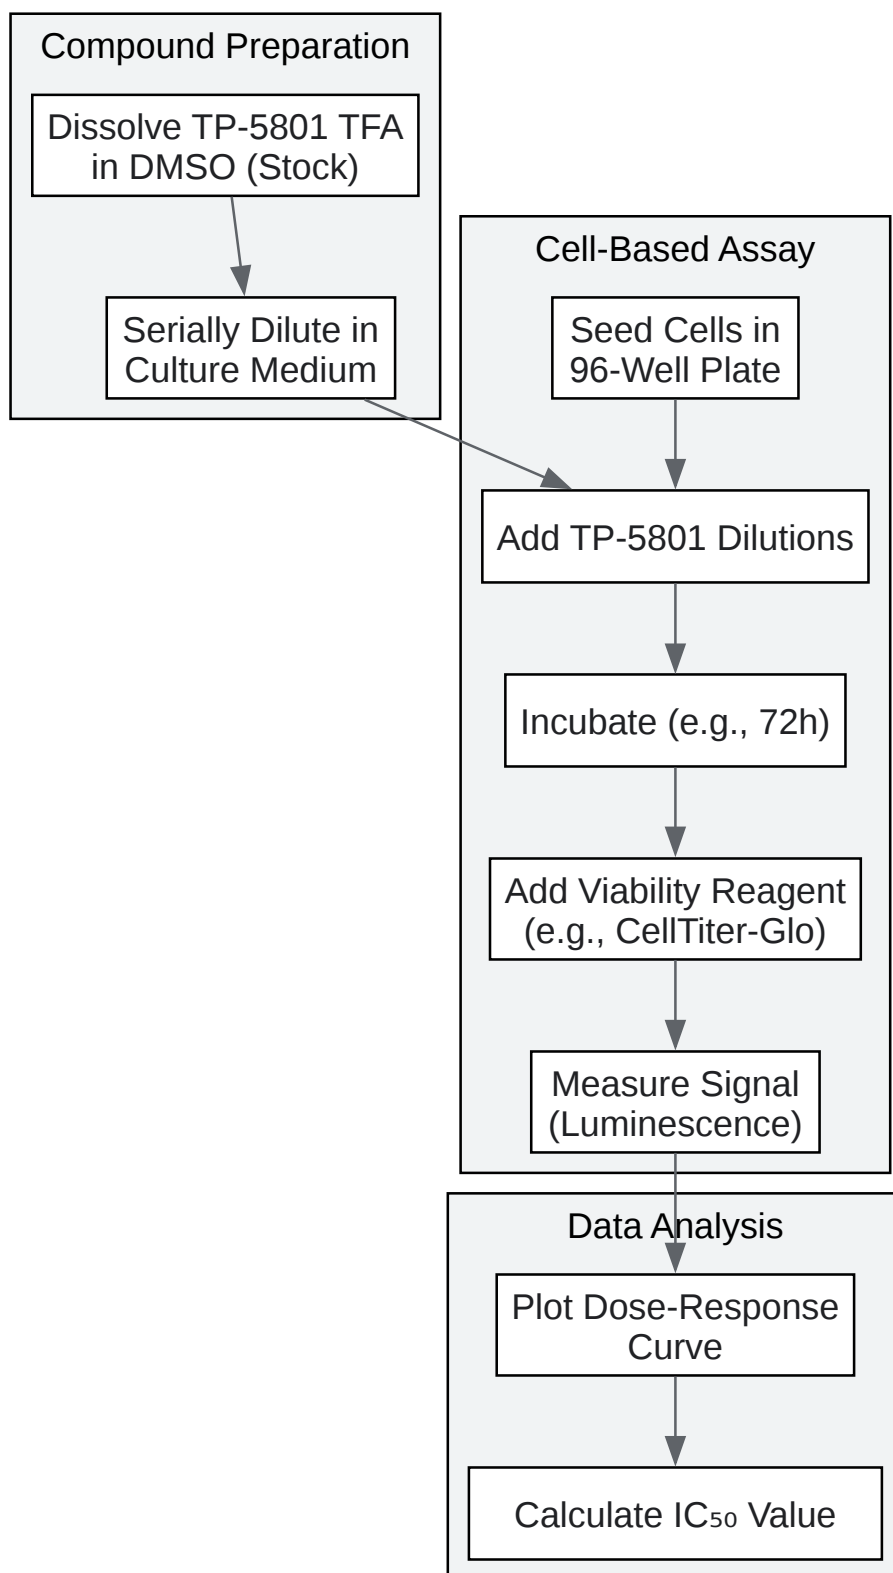 Compound Preparation
Dissolve TP-5801 TFA
in DMSO (Stock)
Serially Dilute in
Culture Medium
Cell-Based Assay
Seed Cells in
96-Well Plate
Add TP-5801 Dilutions
Incubate (e.g., 72h)
Add Viability Reagent
(e.g., CellTiter-Glo)
Measure Signal
(Luminescence)
Data Analysis
Plot Dose-Response
Curve
Calculate IC₅₀ Value